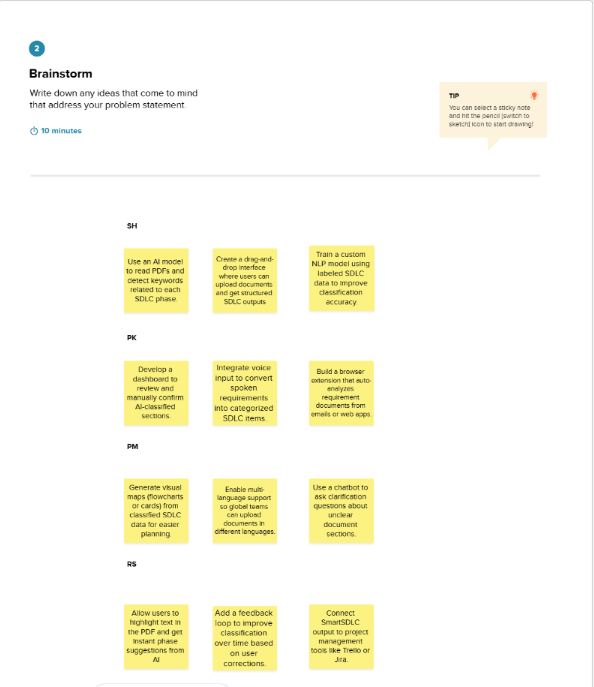 2
Brainstorm
Write down any ideas that come to mind
that address your problem statement.
10 minutes
TIP
You can select a sticky note
and hit the pencil (switch to
sketch) icon to start drawing!
SH
Use an AI model
to read PDFs and
detect keywords
related to each
SDLC phase.
Create a drag-and-
drop interface
where users can
upload documents
and get structured
SDLC outputs
Train a custom
NLP model using
labeled SDLC
data to improve
classification
accuracy.
PK
Develop a
dashboard to
review and
manually confirm
AI-classified
sections.
Integrate voice
input to convert
spoken
requirements
into categorized
SDLC items.
Build a browser
extension that auto-
analyzes
requirement
documents from
emails or web apps.
PM
Generate visual
maps (flowcharts
or cards) from
classified SDLC
data for easier
planning.
Enable multi-
language support
so global teams
can upload
documents in
different languages.
Use a chatbot to
ask clarification
questions about
unclear
document
sections.
RS
Allow users to
highlight text in
the PDF and get
instant phase
suggestions from
AI
Add a feedback
loop to improve
classification
over time based
on user
corrections.
Connect
SmartSDLC
output to project
management
tools like Trello or
Jira.